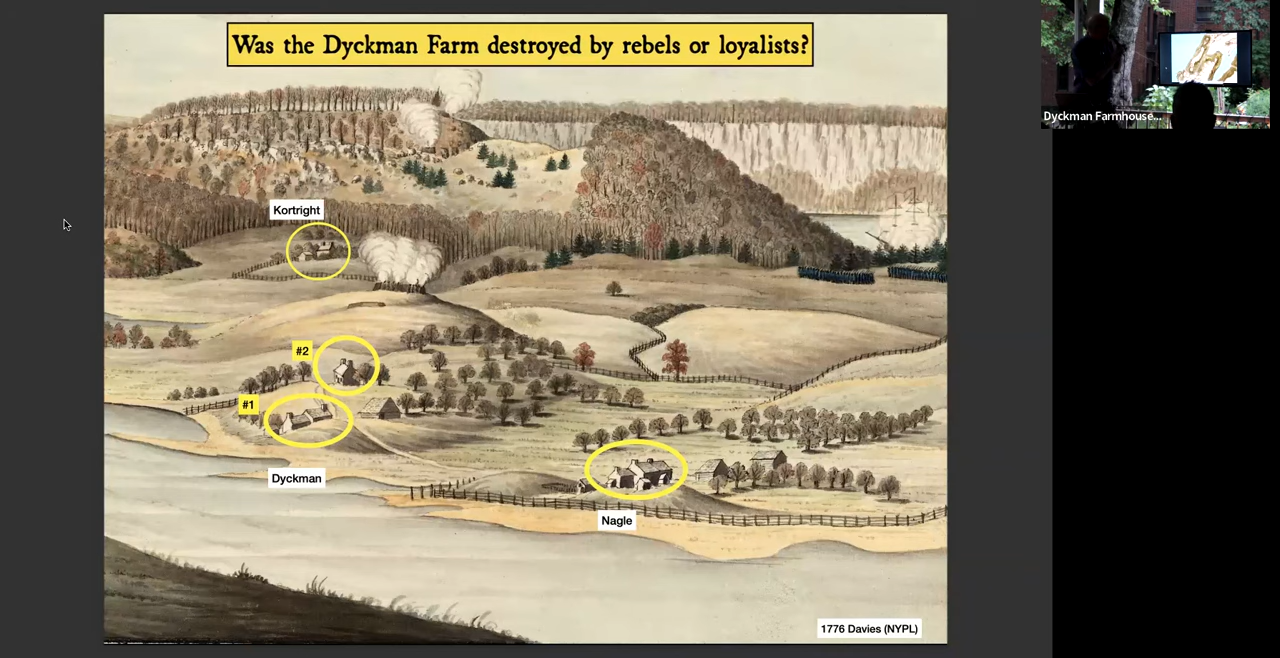 Was the Dyckman Farm destroyed by rebels or loyalists?
Dyckman Farmhouse...
Kortright
#2
#1
Dyckman
Nagle
1776 Davies (NYPL)